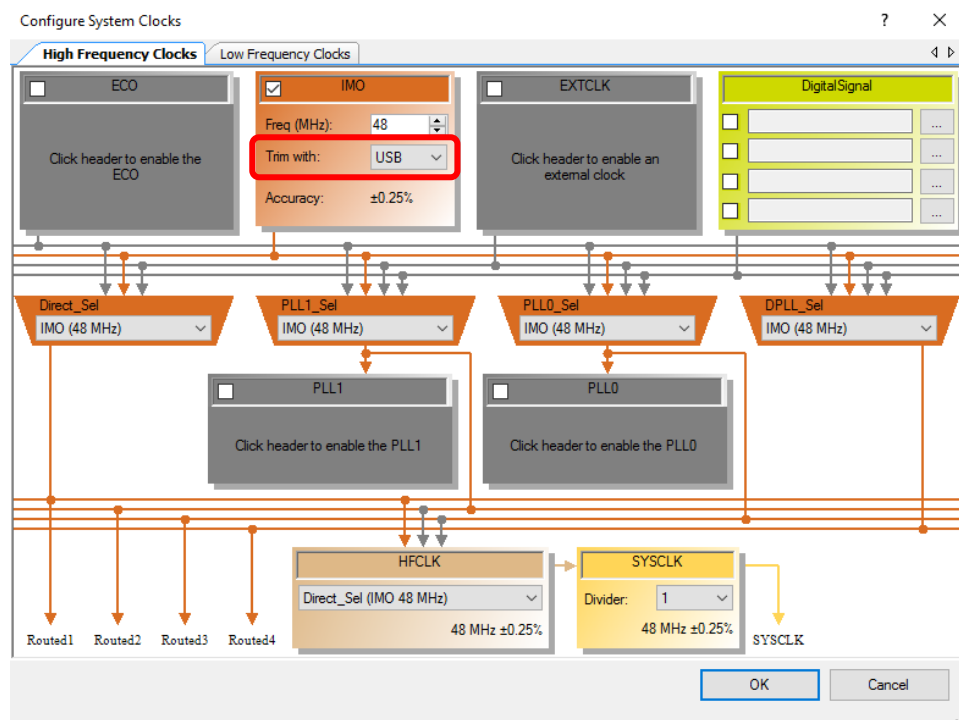 Configure System Clocks
High Frequency Clocks
Low Frequency Clocks
ECO
Click header to enable the
ECO
IMO
Freq (MHz): 48
Trim with: USB
Accuracy: ±0.25%
EXTCLK
Click header to enable an
external clock
DigitalSignal
...
...
...
...
Direct_Sel
IMO (48 MHz)
PLL1_Sel
IMO (48 MHz)
PLL0_Sel
IMO (48 MHz)
DPLL_Sel
IMO (48 MHz)
PLL1
Click header to enable the PLL1
PLL0
Click header to enable the PLL0
HFCLK
Direct_Sel (IMO 48 MHz)
48 MHz ±0.25%
SYSCLK
Divider: 1
48 MHz ±0.25%
Routed1
Routed2
Routed3
Routed4
SYSCLK
OK
Cancel